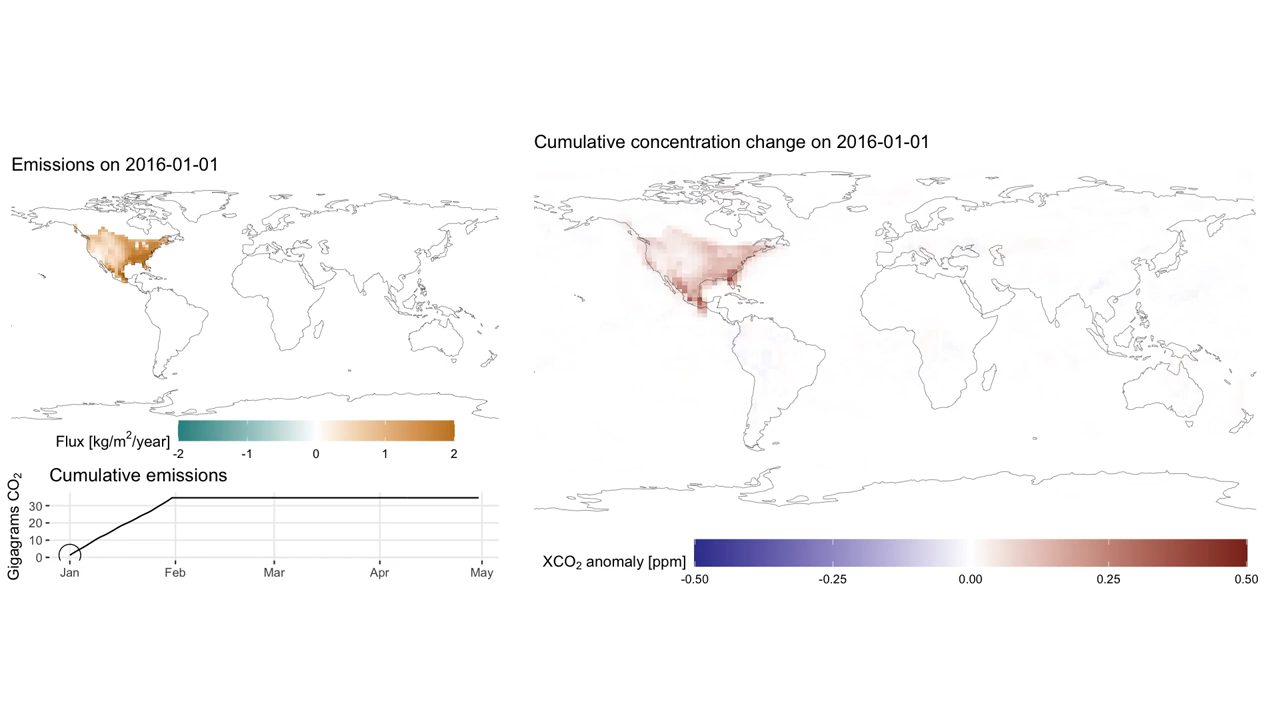 Emissions on 2016-01-01
Flux [kg/m²/year]
-2 -1 0 1 2
Cumulative emissions
Gigagrams CO₂
30
20
10
0
Jan Feb Mar Apr May
Cumulative concentration change on 2016-01-01
XCO₂ anomaly [ppm]
-0.50 -0.25 0.00 0.25 0.50